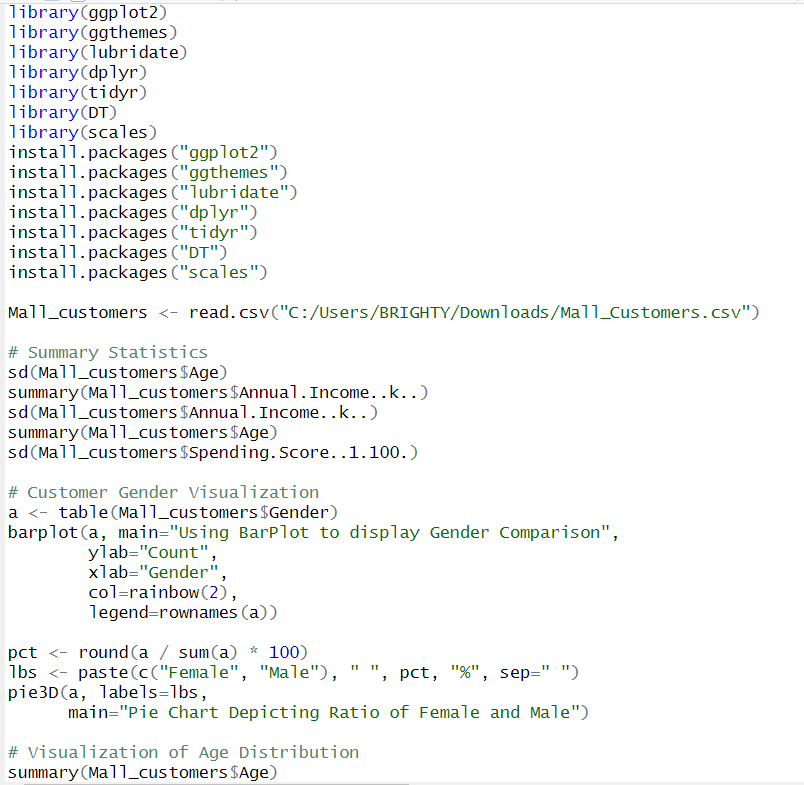 library(ggplot2)
library(ggthemes)
library(lubridate)
library(dplyr)
library(tidyr)
library(DT)
library(scales)
install.packages("ggplot2")
install.packages("ggthemes")
install.packages("lubridate")
install.packages("dplyr")
install.packages("tidyr")
install.packages("DT")
install.packages("scales")

Mall_customers <- read.csv("C:/Users/BRIGHTY/Downloads/Mall_Customers.csv")

# Summary Statistics
sd(Mall_customers$Age)
summary(Mall_customers$Annual.Income..k..)
sd(Mall_customers$Annual.Income..k..)
summary(Mall_customers$Age)
sd(Mall_customers$Spending.Score..1.100.)

# Customer Gender Visualization
a <- table(Mall_customers$Gender)
barplot(a, main="Using BarPlot to display Gender Comparison",
        ylab="Count",
        xlab="Gender",
        col=rainbow(2),
        legend=rownames(a))

pct <- round(a / sum(a) * 100)
lbs <- paste(c("Female", "Male"), " ", pct, "%", sep=" ")
pie3D(a, labels=lbs,
      main="Pie Chart Depicting Ratio of Female and Male")

# Visualization of Age Distribution
summary(Mall_customers$Age)